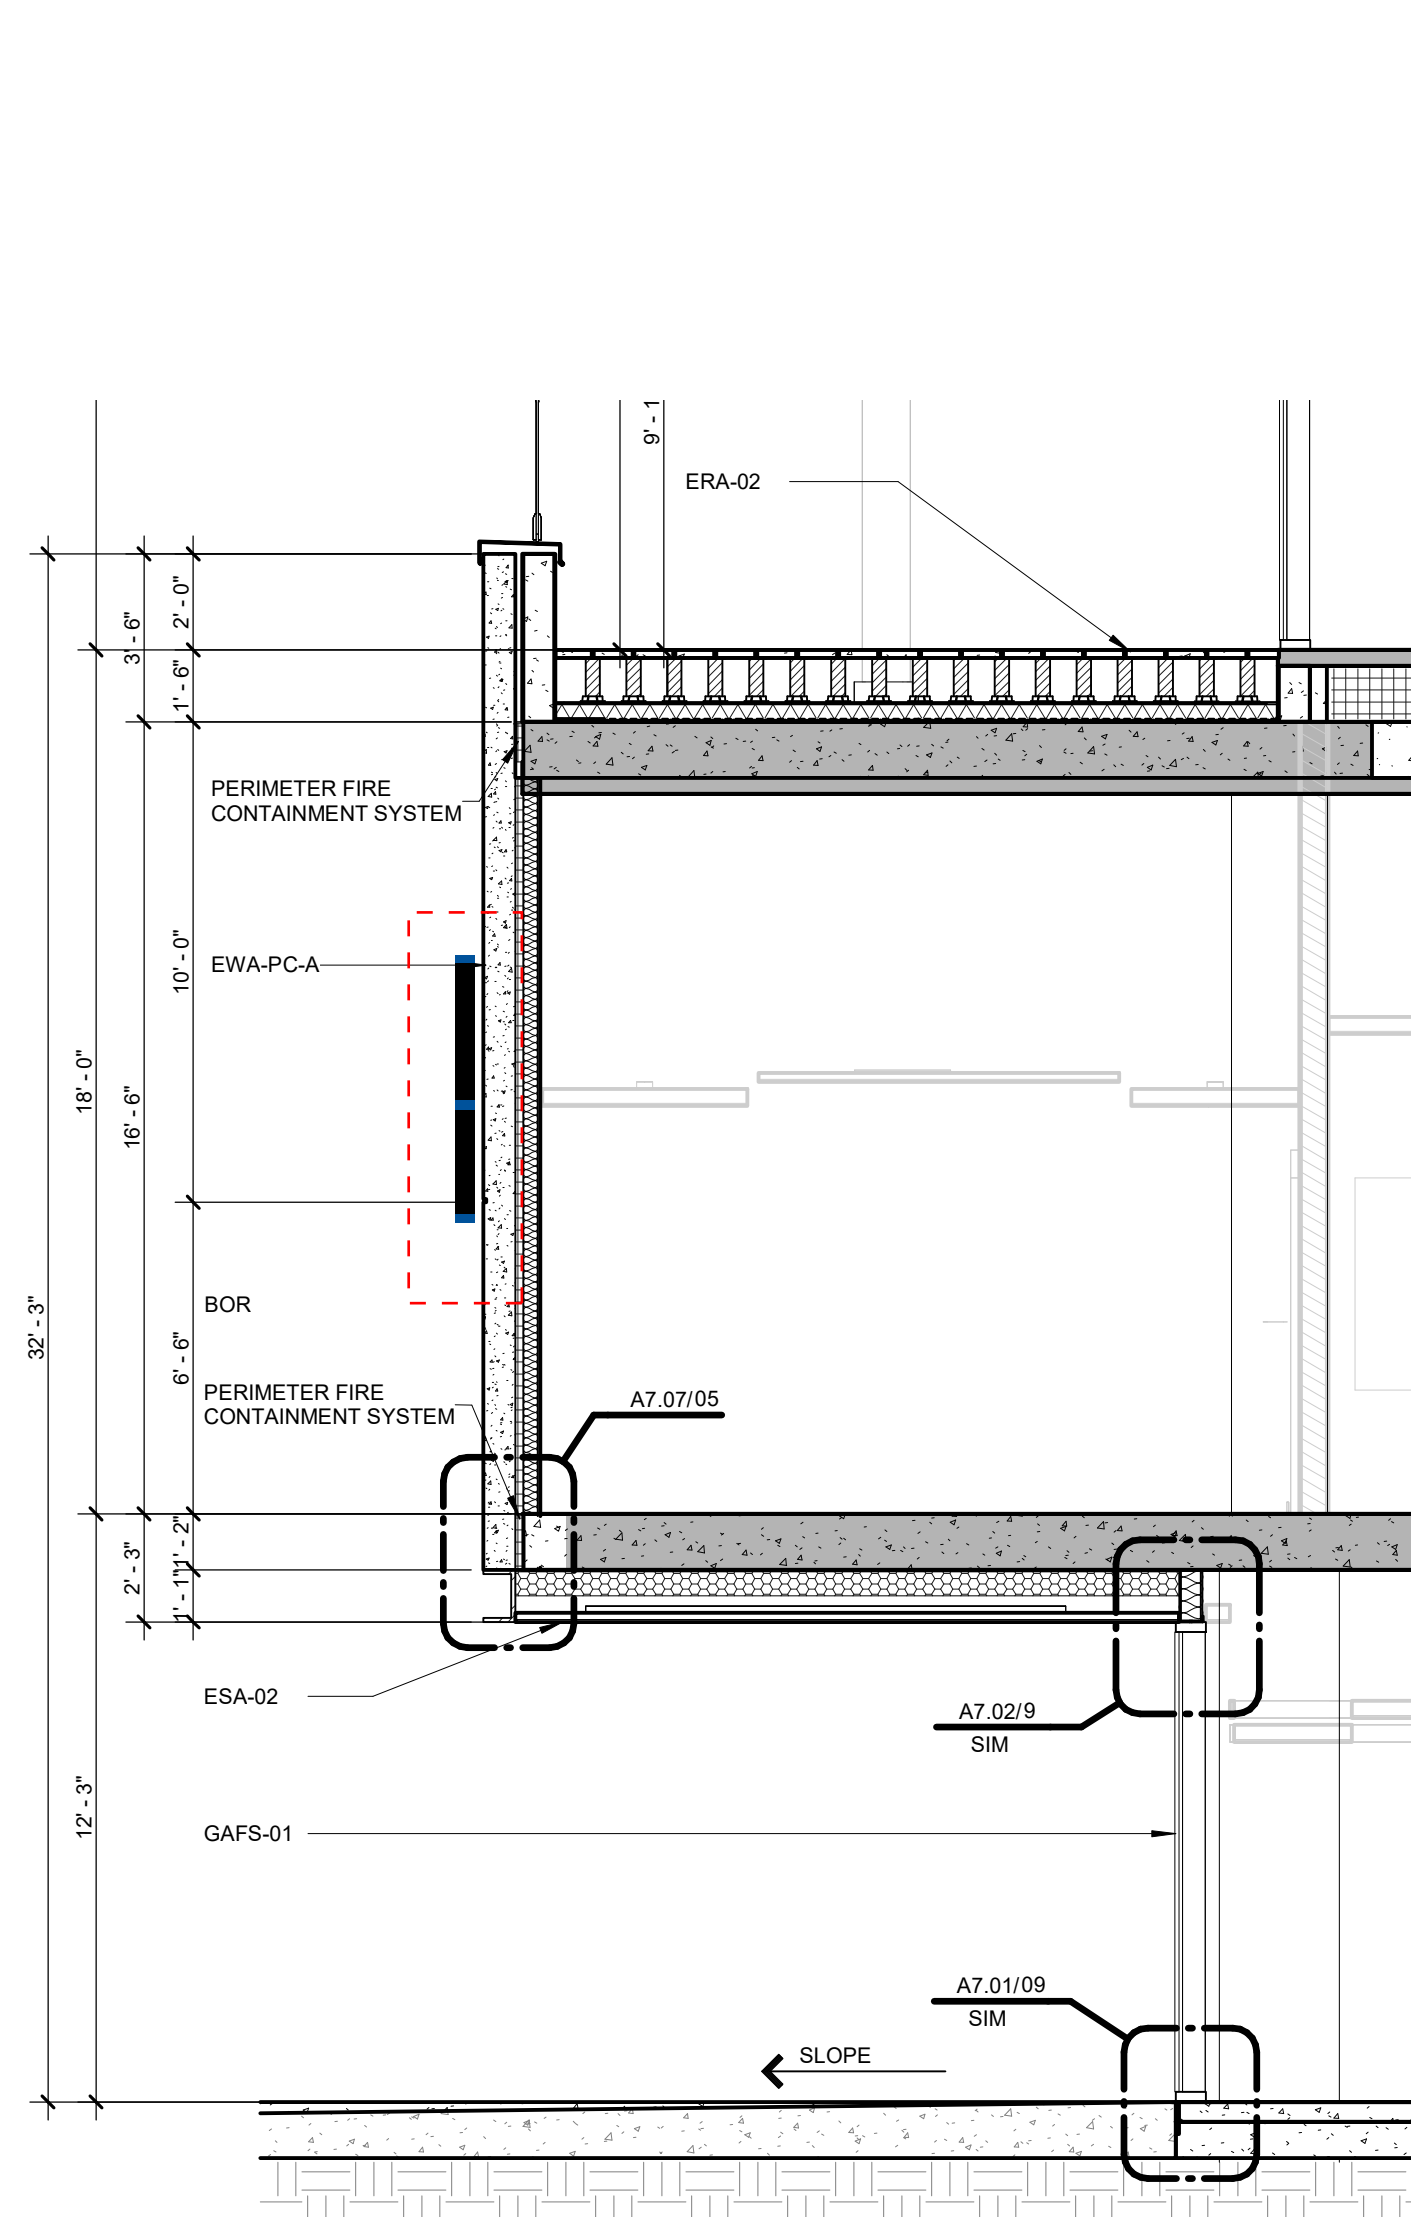 9' - 1
ERA-02
2' - 0"
3' - 6"
1' - 6"
PERIMETER FIRE
CONTAINMENT SYSTEM
EWA-PC-A
10' - 0"
18' - 0"
16' - 6"
BOR
32' - 3"
6' - 6"
PERIMETER FIRE
CONTAINMENT SYSTEM
A7.07/05
1' - 2"
2' - 3"
1' - 1"
ESA-02
A7.02/9
SIM
12' - 3"
GAFS-01
A7.01/09
SIM
SLOPE